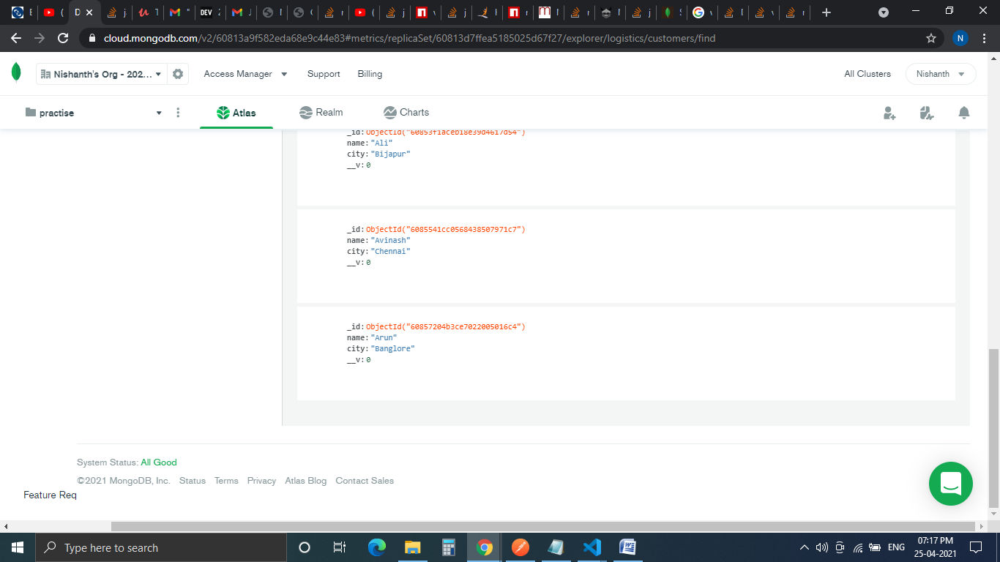 cloud.mongodb.com/v2/60813a9f582eda68e9c44e83#metrics/replicaSet/60813d7ffea5185025d67f27/explorer/logistics/customers/find
N
Nishanth's Org - 202...
Access Manager
Support
Billing
All Clusters
Nishanth
practise
Atlas
Realm
Charts
_id:ObjectId("60853f1aceb18e39d4617d54")
name:"Ali"
city:"Bijapur"
__v:0
_id:ObjectId("6085541cc0568438507971c7")
name:"Avinash"
city:"Chennai"
__v:0
_id:ObjectId("60857204b3ce7022005016c4")
name:"Arun"
city:"Banglore"
__v:0
System Status: All Good
©2021 MongoDB, Inc. Status Terms Privacy Atlas Blog Contact Sales
Feature Req
Type here to search
ENG
07:17 PM
25-04-2021